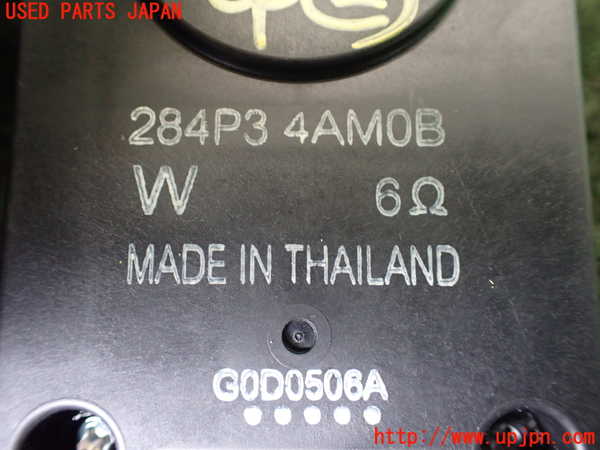 USED PARTS JAPAN
284P3 4AM0B
W 6Ω
MADE IN THAILAND
G0D0506A
http://www.upjpn.com